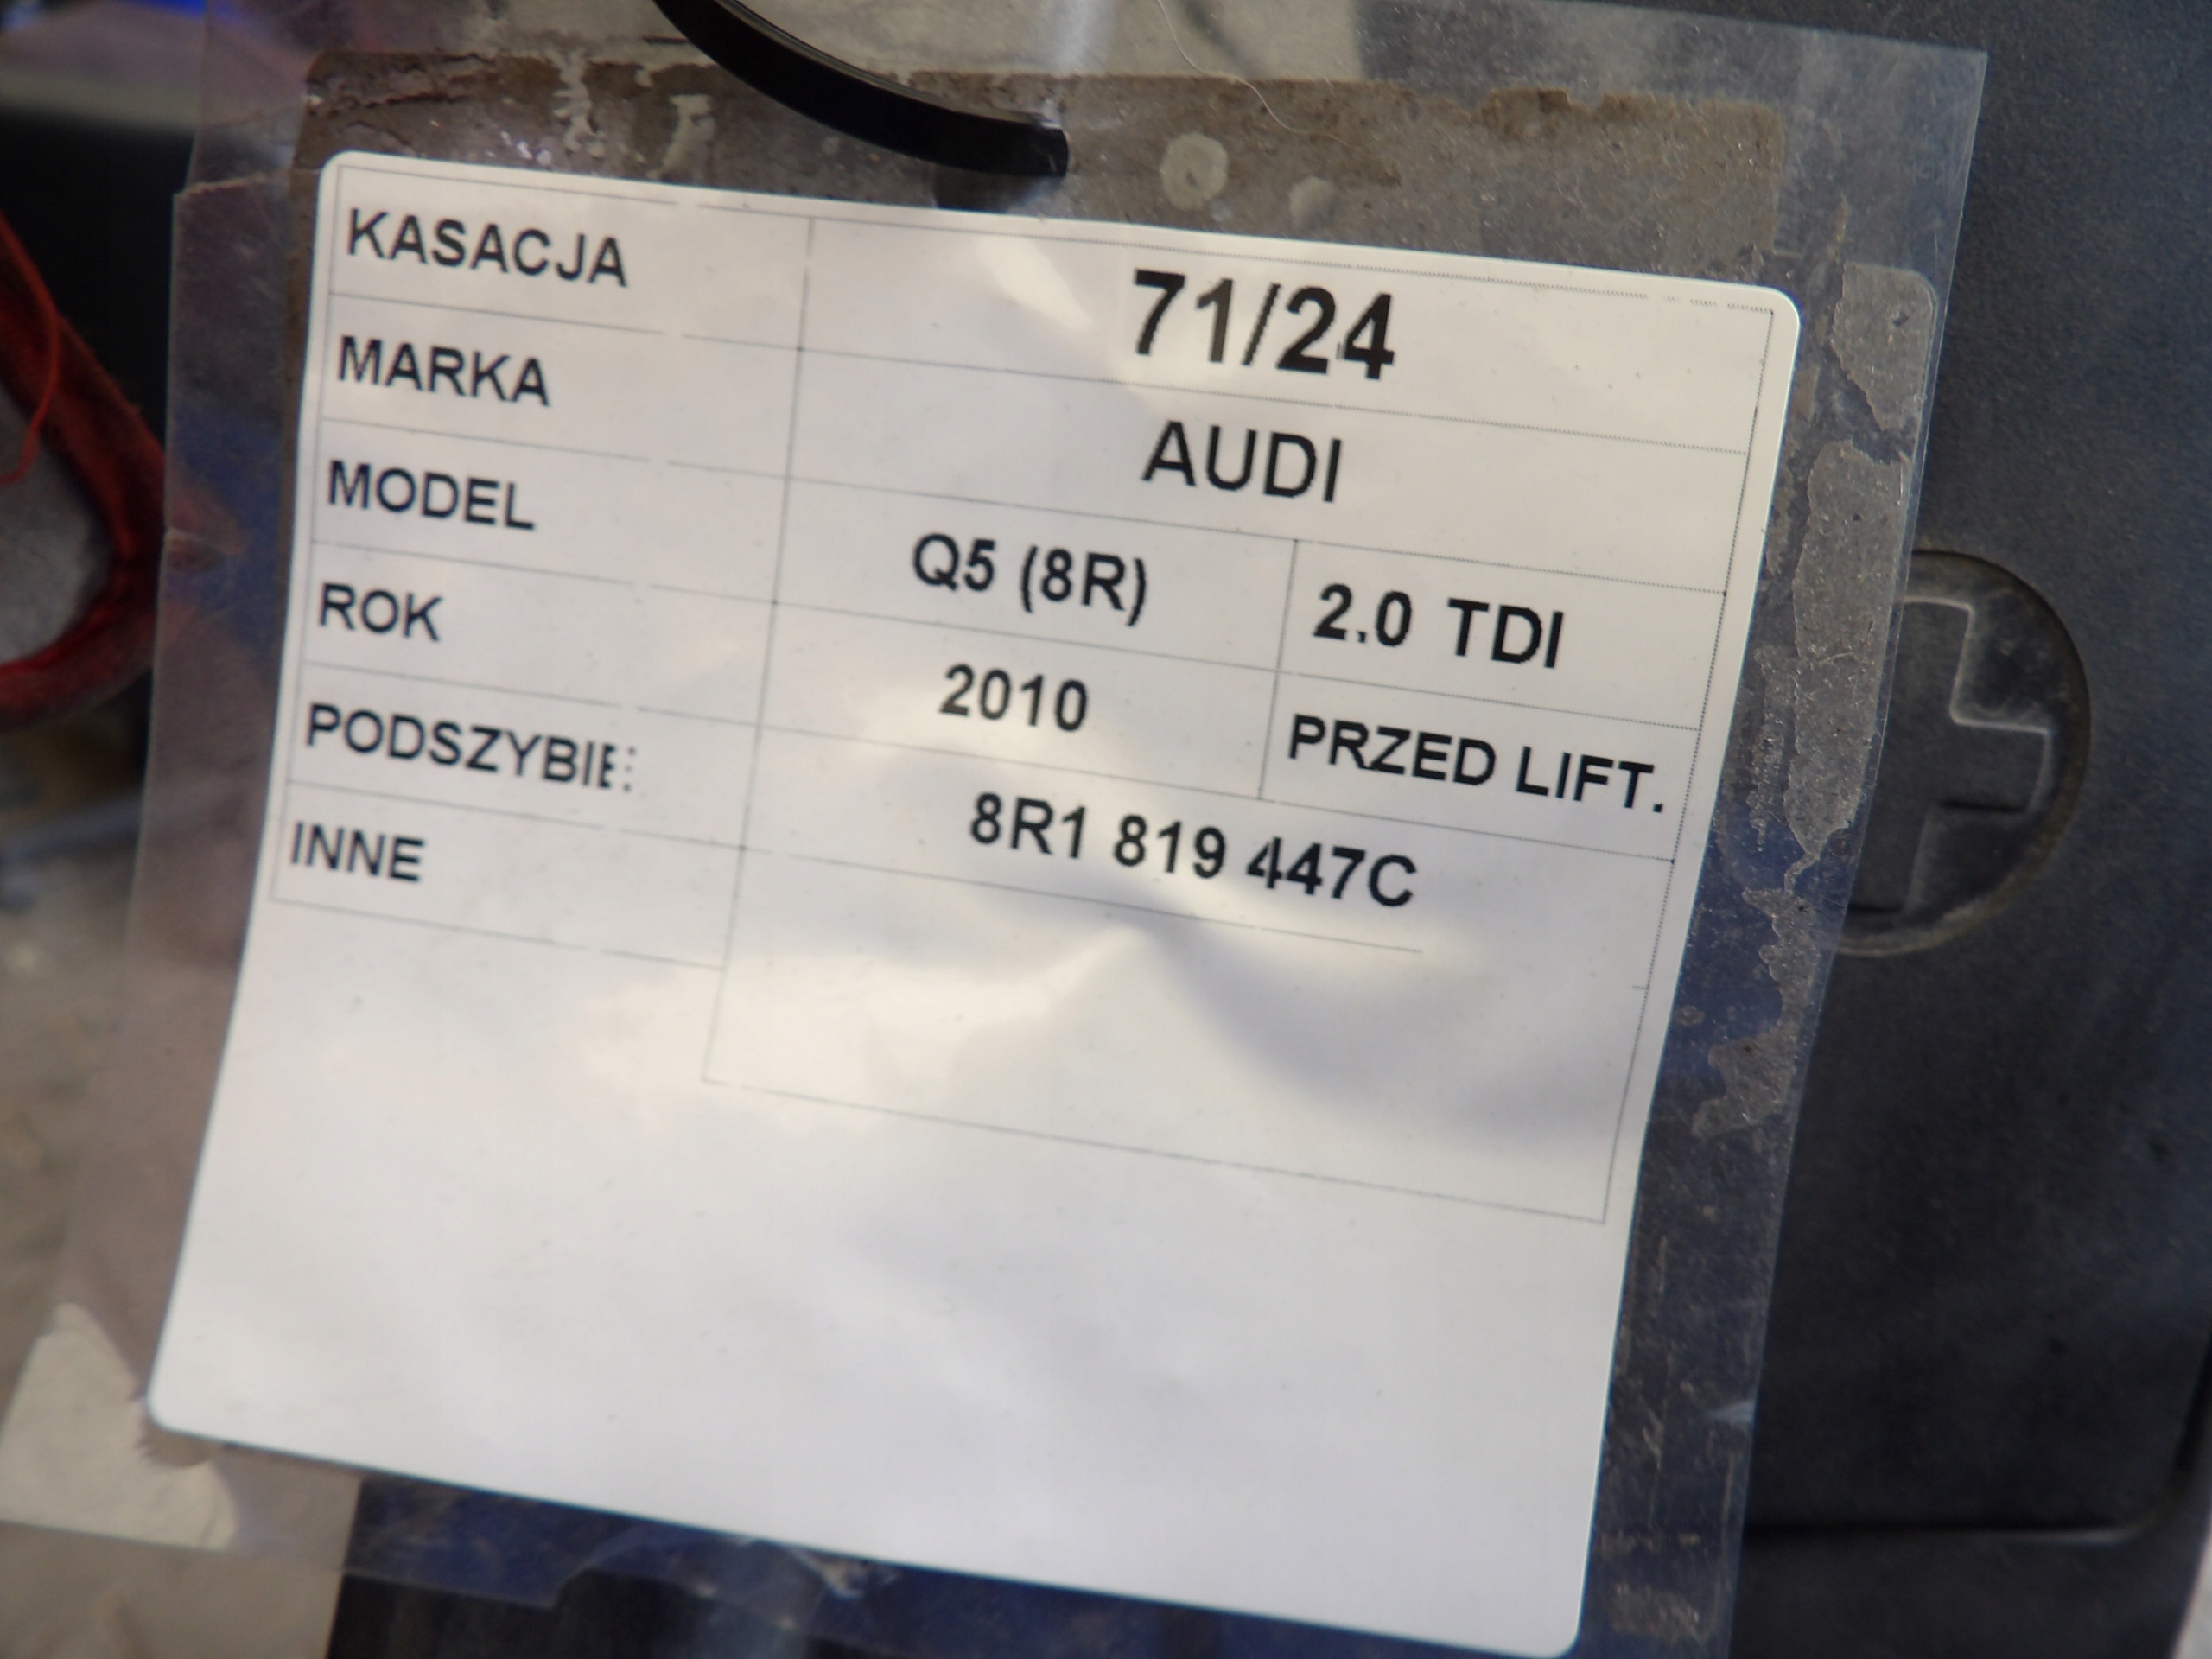 KASACJA 71/24
MARKA AUDI
MODEL Q5 (8R) 2.0 TDI
ROK 2010 PRZED LIFT.
PODSZYBIE: 8R1 819 447C
INNE